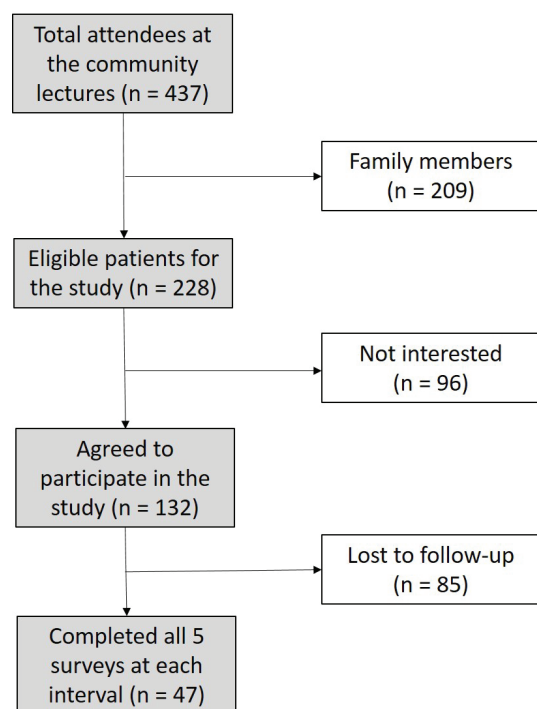 Total attendees at
the community
lectures (n = 437)
Family members
(n = 209)
Eligible patients for
the study (n = 228)
Not interested
(n = 96)
Agreed to
participate in the
study (n = 132)
Lost to follow-up
(n = 85)
Completed all 5
surveys at each
interval (n = 47)